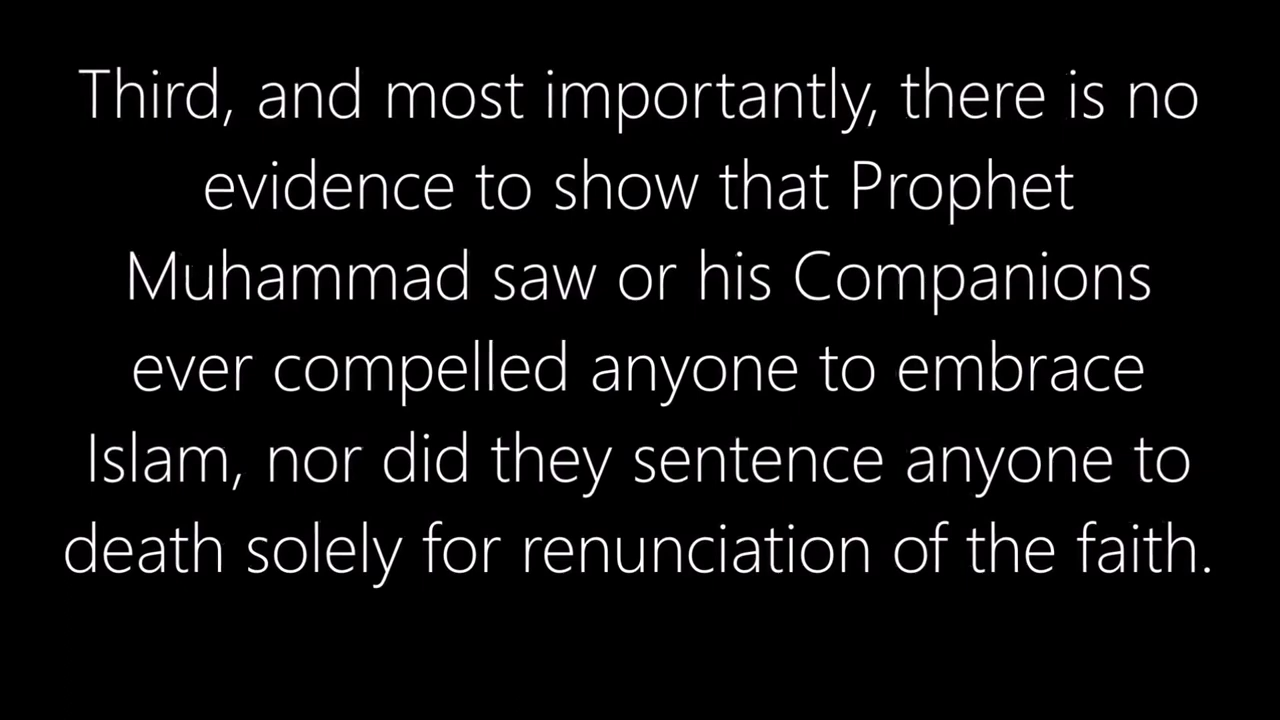 Third, and most importantly, there is no
evidence to show that Prophet
Muhammad saw or his Companions
ever compelled anyone to embrace
Islam, nor did they sentence anyone to
death solely for renunciation of the faith.